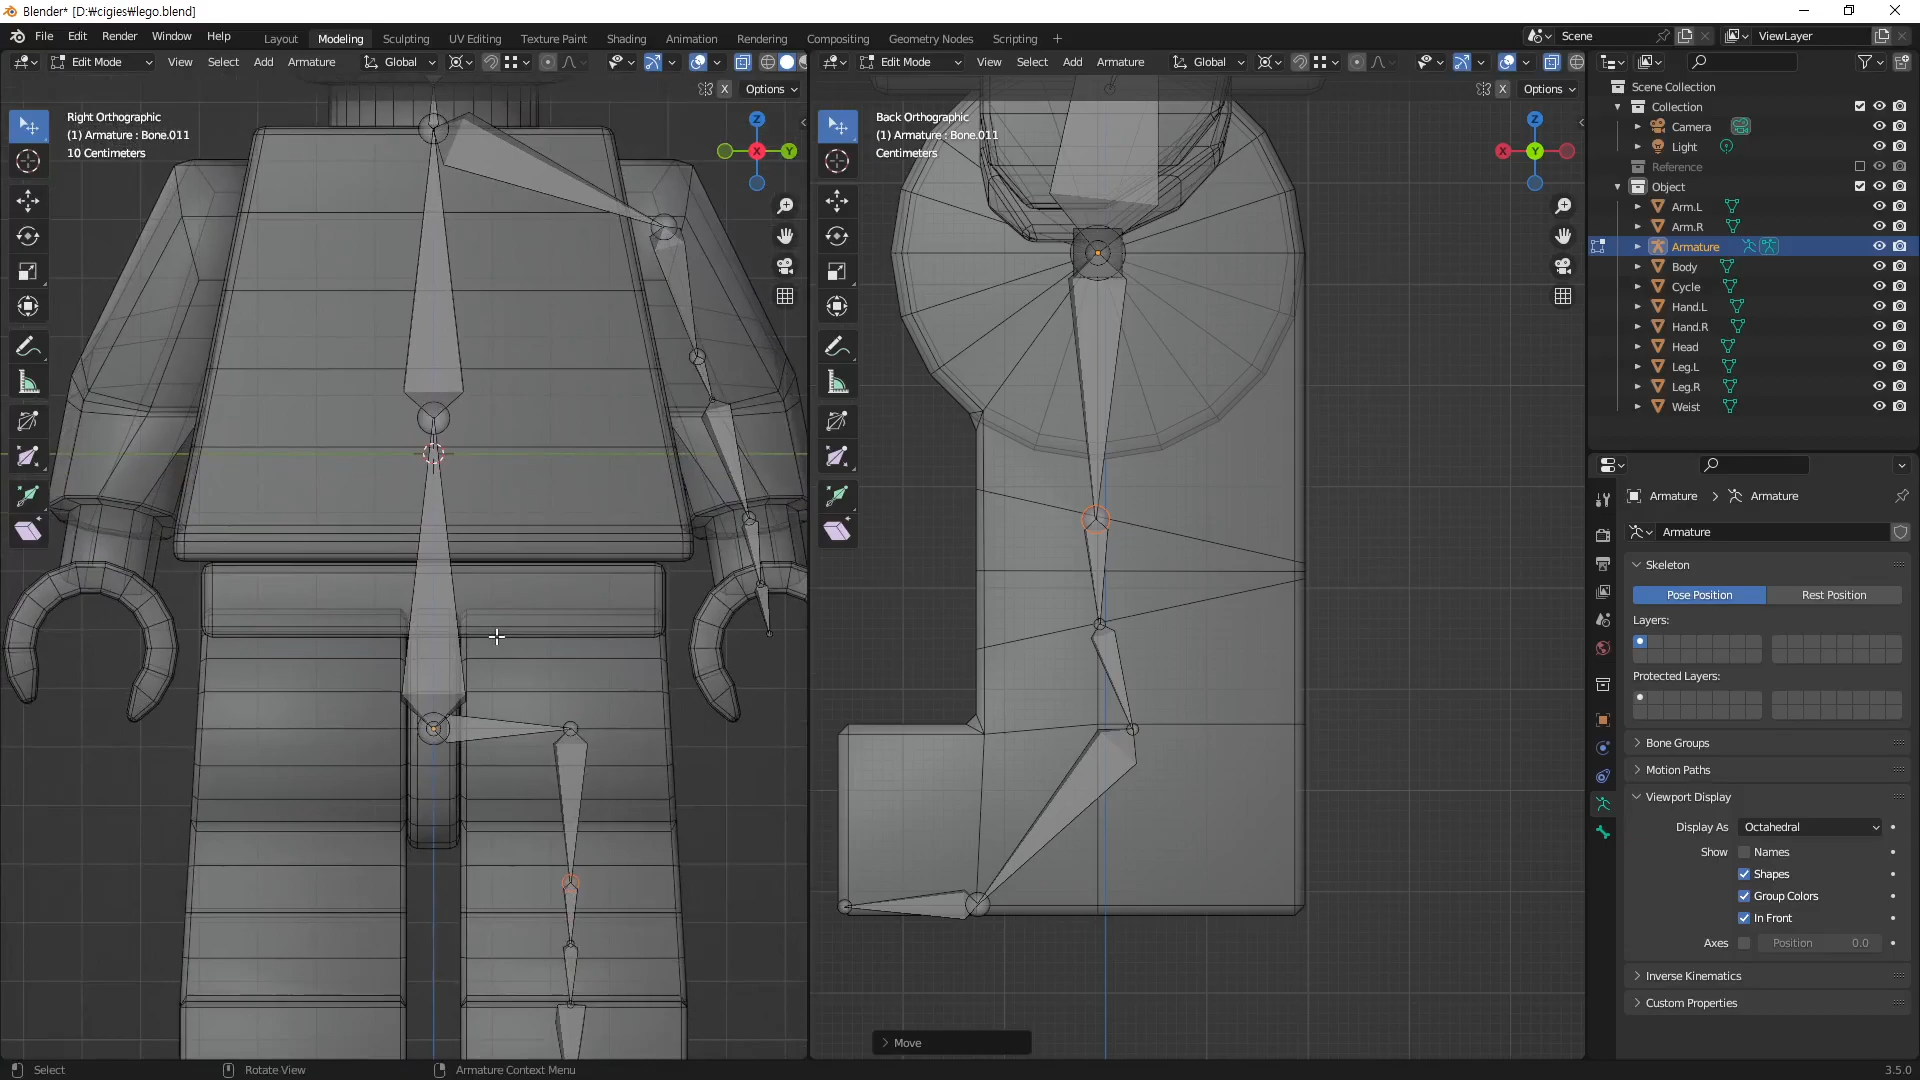 Blender* [D:₩cigies₩lego.blend]
File Edit Render Window Help
Layout Modeling Sculpting UV Editing Texture Paint Shading Animation Rendering Compositing Geometry Nodes Scripting +
Scene
ViewLayer
Edit Mode View Select Add Armature Global
Edit Mode View Select Add Armature Global
X Options
X Options
Right Orthographic
(1) Armature : Bone.011
10 Centimeters
Z
X
Y
Back Orthographic
(1) Armature : Bone.011
Centimeters
Z
X
Y
Scene Collection
Collection
Camera
Light
Reference
Object
Arm.L
Arm.R
Armature
Body
Cycle
Hand.L
Hand.R
Head
Leg.L
Leg.R
Weist
Armature > Armature
Armature
Skeleton
Pose Position Rest Position
Layers:
Protected Layers:
Bone Groups
Motion Paths
Viewport Display
Display As Octahedral
Show Names
Shapes
Group Colors
In Front
Axes Position 0.0
Inverse Kinematics
Custom Properties
Move
Select Rotate View Armature Context Menu 3.5.0